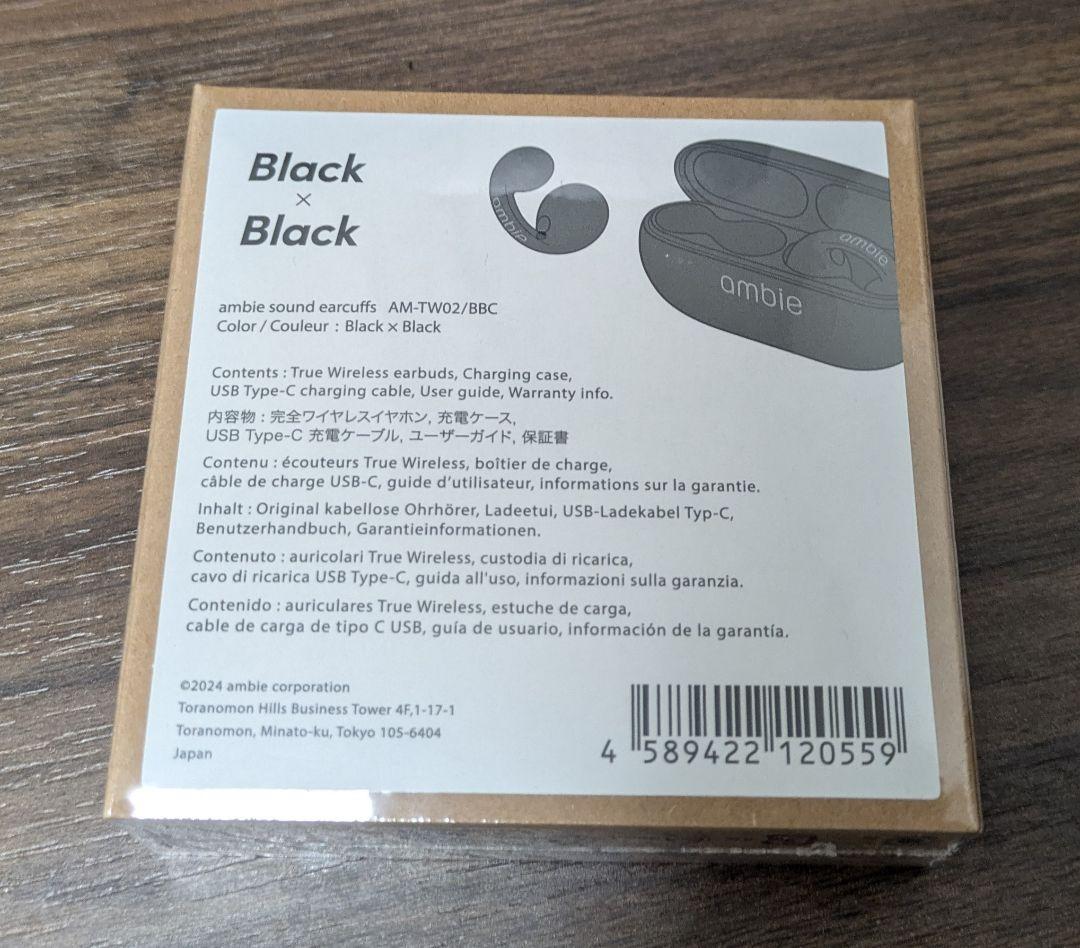 Black
×
Black
ambie
ambie
ambie
ambie sound earcuffs AM-TW02/BBC
Color / Couleur : Black × Black
Contents : True Wireless earbuds, Charging case,
USB Type-C charging cable, User guide, Warranty info.
内容物 : 完全ワイヤレスイヤホン, 充電ケース,
USB Type-C 充電ケーブル, ユーザーガイド, 保証書
Contenu : écouteurs True Wireless, boîtier de charge,
câble de charge USB-C, guide d'utilisateur, informations sur la garantie.
Inhalt : Original kabellose Ohrhörer, Ladeetui, USB-Ladekabel Typ-C,
Benutzerhandbuch, Garantieinformationen.
Contenuto : auricolari True Wireless, custodia di ricarica,
cavo di ricarica USB Type-C, guida all'uso, informazioni sulla garanzia.
Contenido : auriculares True Wireless, estuche de carga,
cable de carga de tipo C USB, guía de usuario, información de la garantía.
©2024 ambie corporation
Toranomon Hills Business Tower 4F,1-17-1
Toranomon, Minato-ku, Tokyo 105-6404
Japan
4 589422 120559